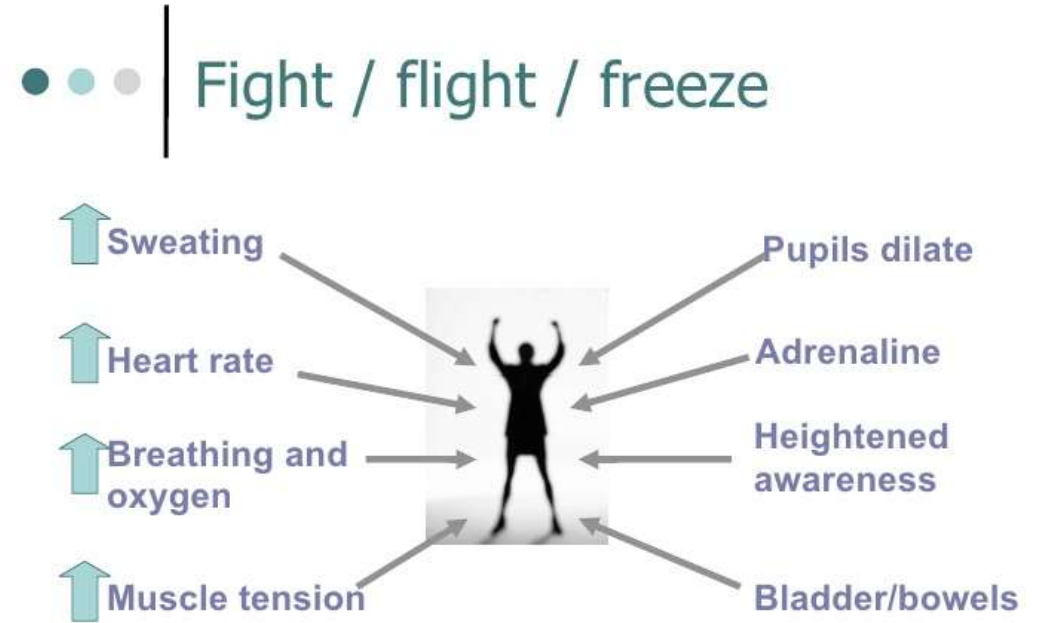 Fight / flight / freeze
Sweating
Heart rate
Breathing and
oxygen
Muscle tension
Pupils dilate
Adrenaline
Heightened
awareness
Bladder/bowels